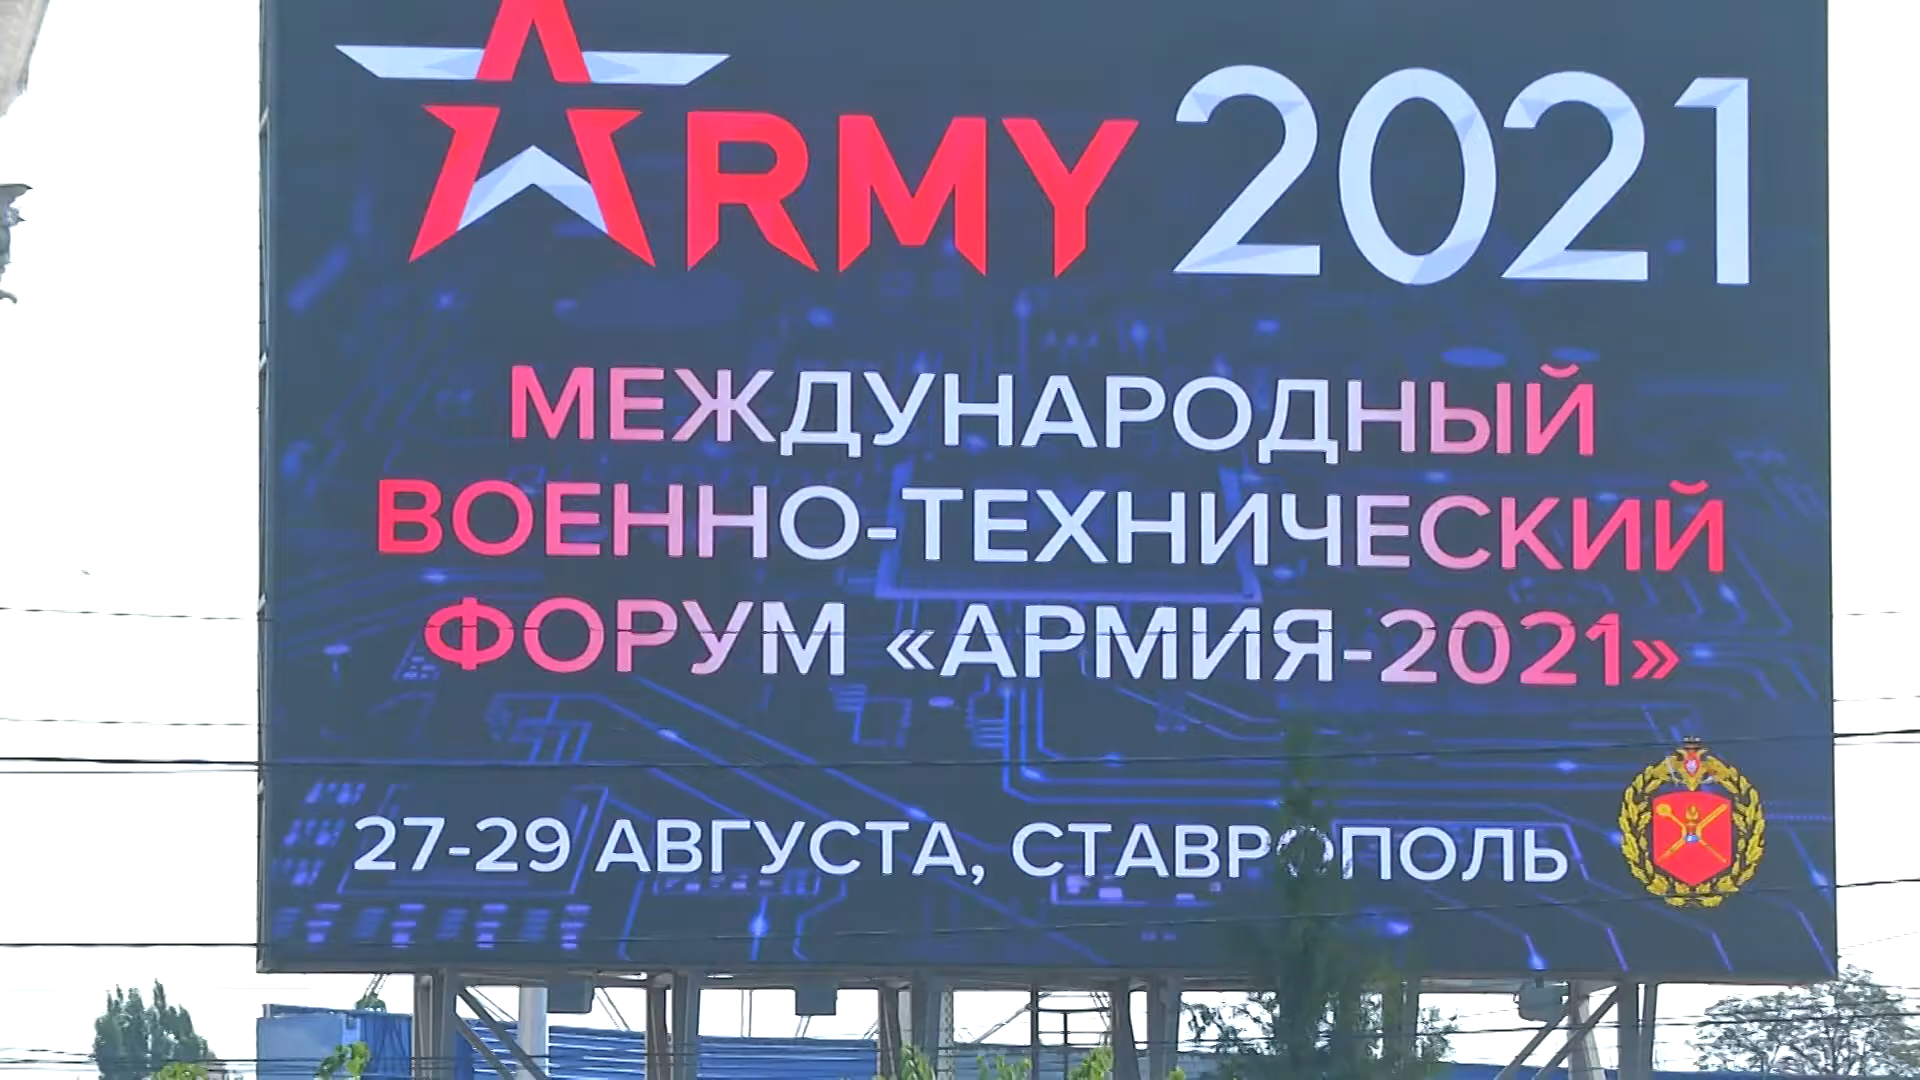 ARMY 2021
МЕЖДУНАРОДНЫЙ
ВОЕННО-ТЕХНИЧЕСКИЙ
ФОРУМ «АРМИЯ-2021»
27-29 АВГУСТА, СТАВРОПОЛЬ